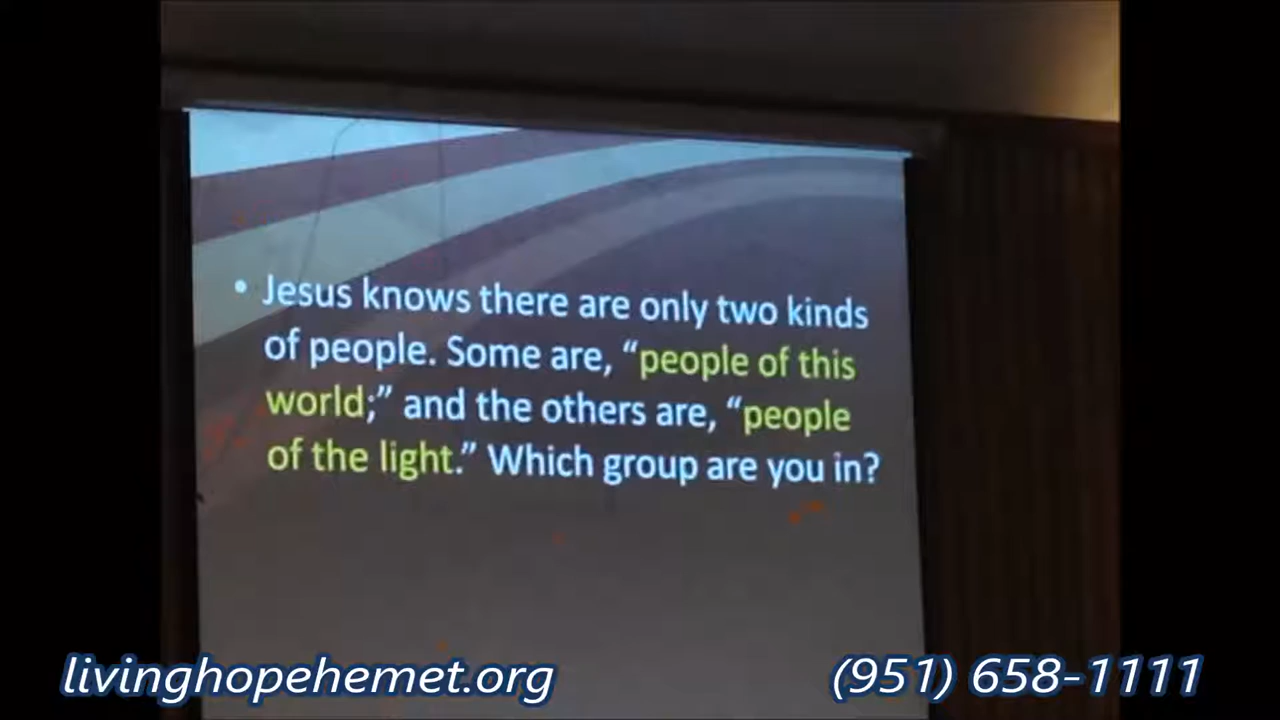 • Jesus knows there are only two kinds
of people. Some are, “people of this
world;” and the others are, “people
of the light.” Which group are you in?
livinghopehemet.org
(951) 658-1111